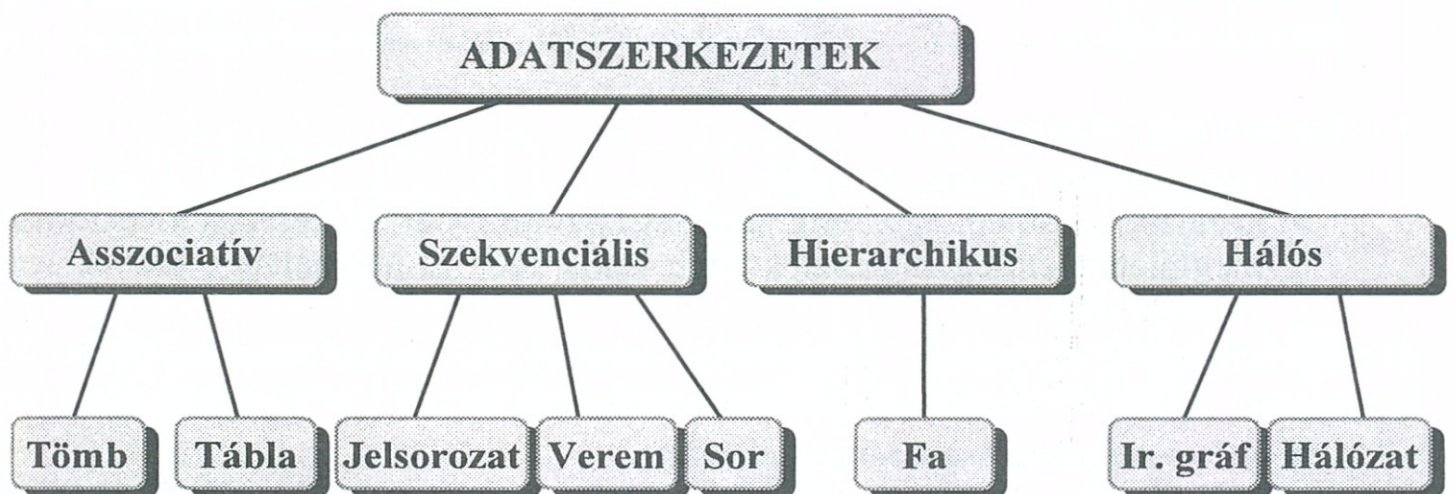 ADATSZERKEZETEK
Asszociatív Szekvenciális Hierarchikus Hálós
Tömb Tábla Jelsorozat Verem Sor Fa Ir. gráf Hálózat